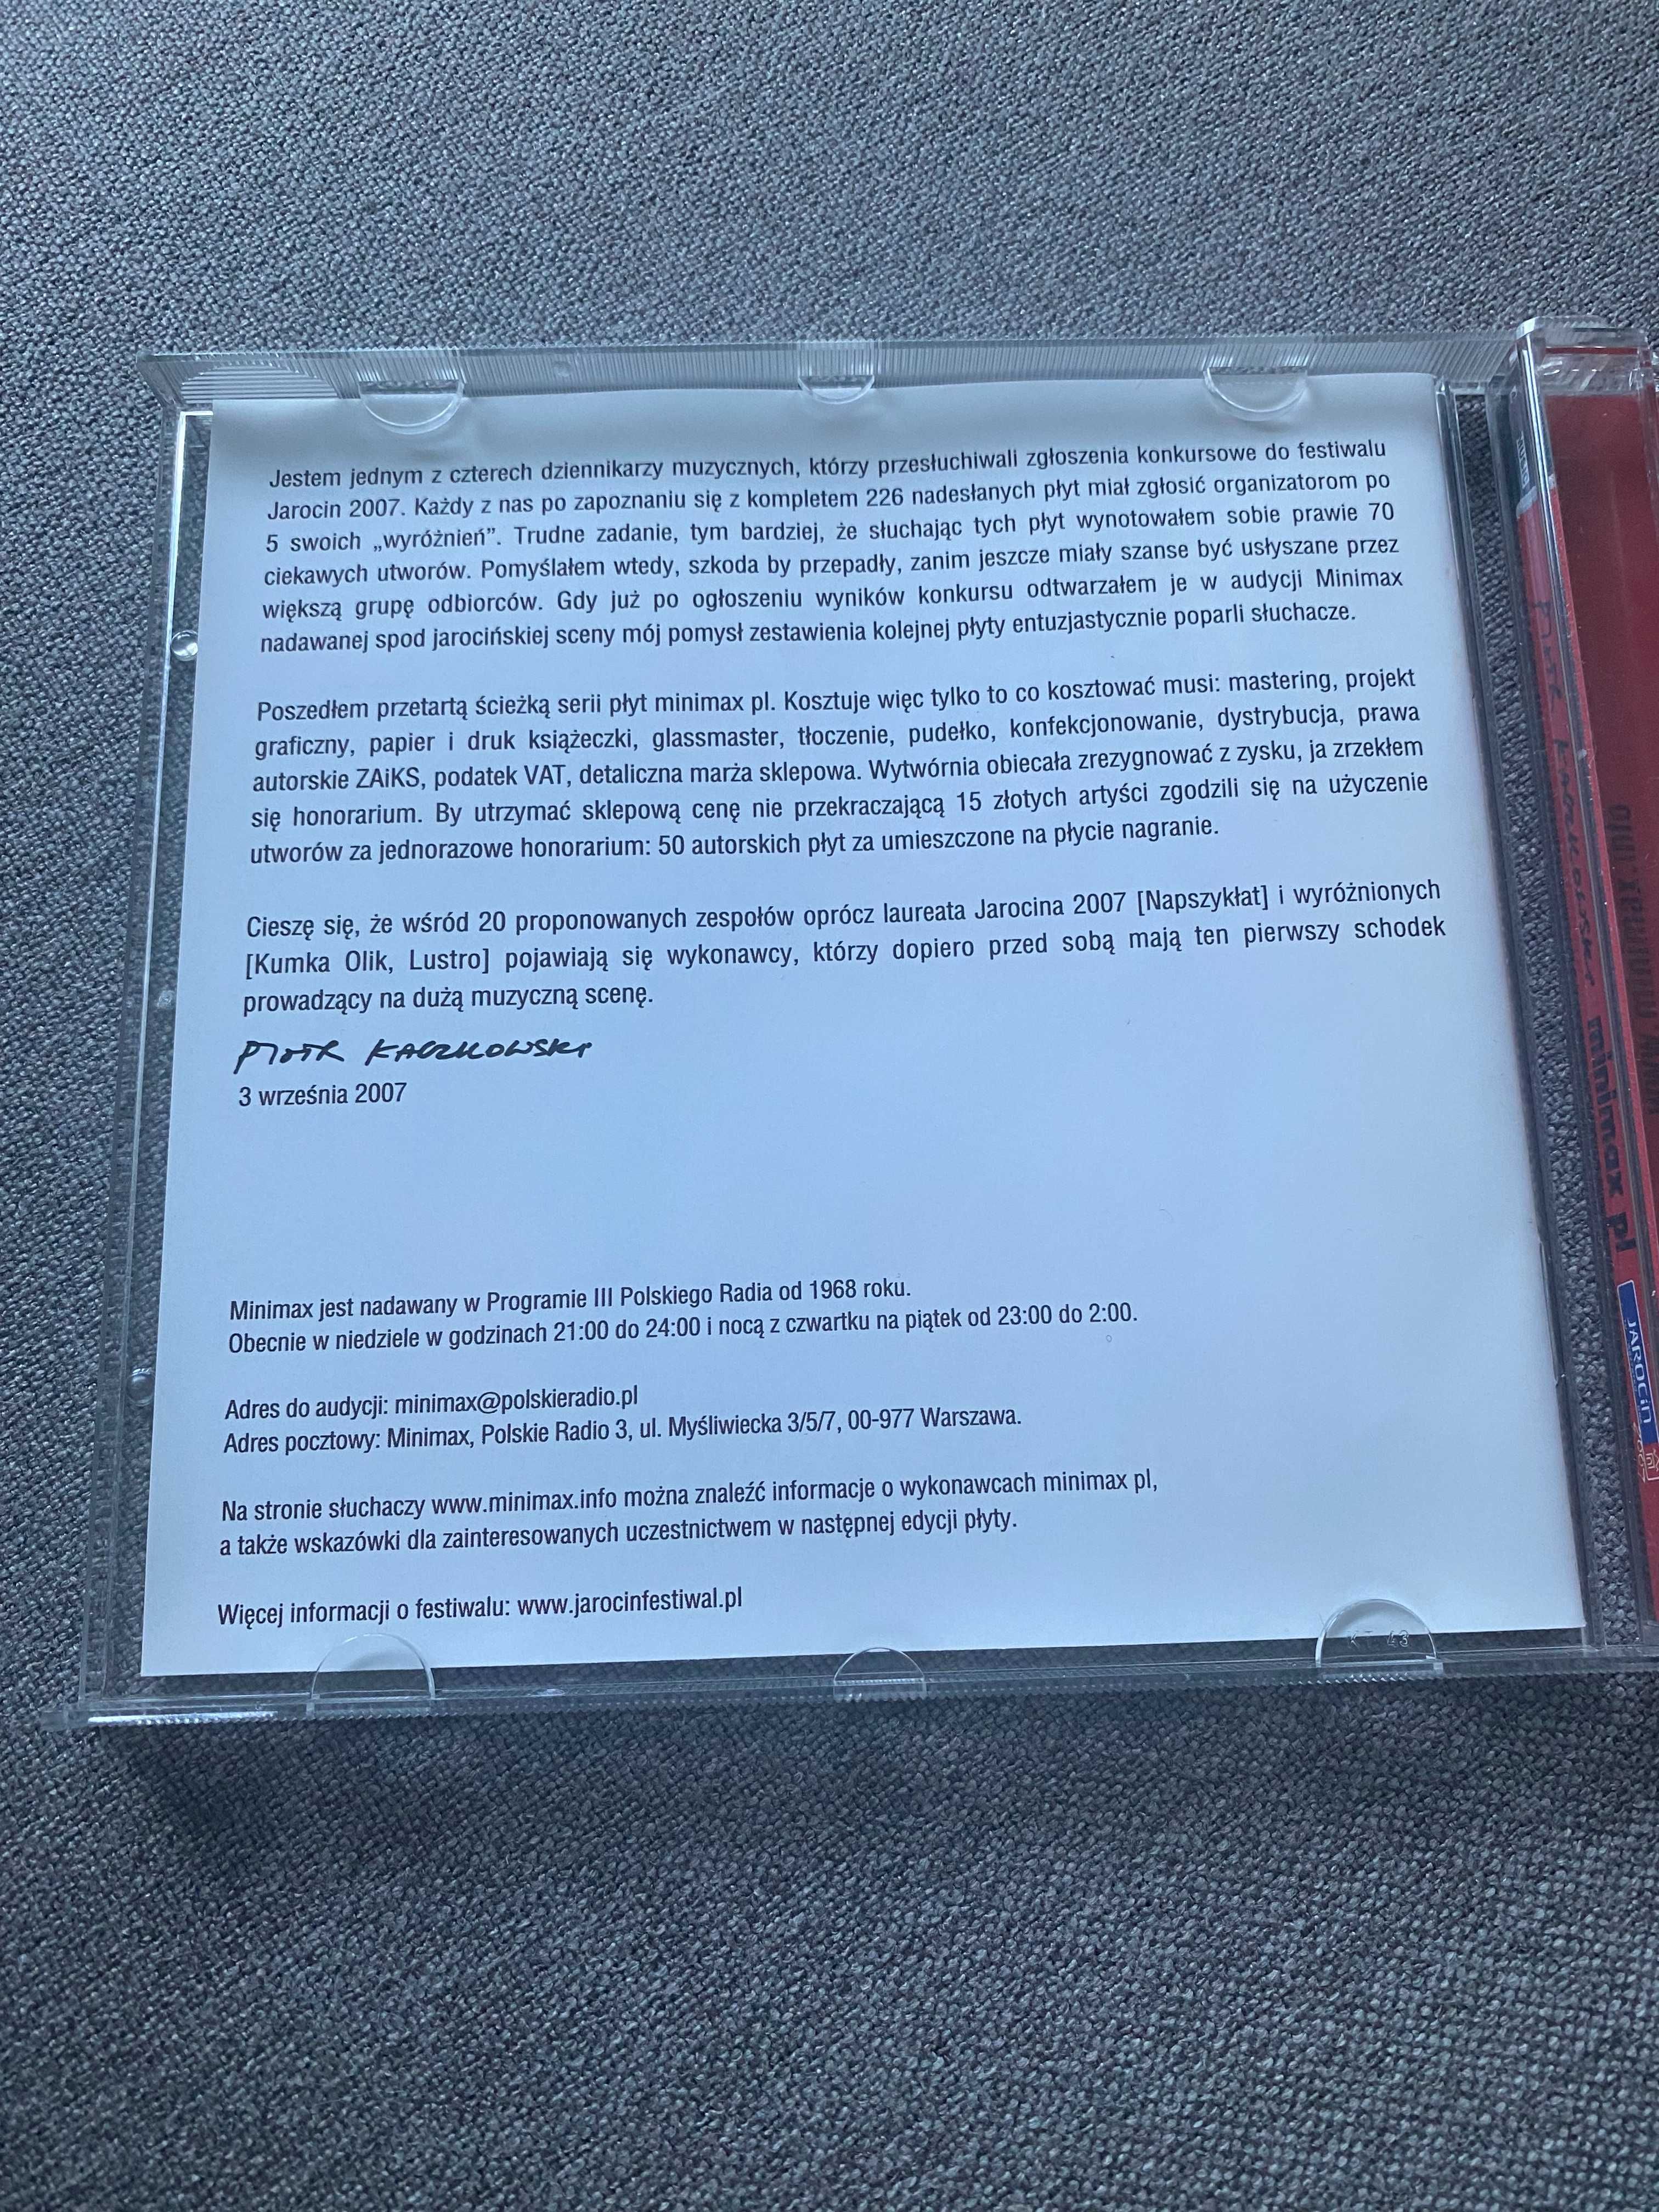 Jestem jednym z czterech dziennikarzy muzycznych, którzy przesłuchiwali zgłoszenia konkursowe do festiwalu
Jarocin 2007. Każdy z nas po zapoznaniu się z kompletem 226 nadesłanych płyt miał zgłosić organizatorom po
5 swoich „wyróżnień”. Trudne zadanie, tym bardziej, że słuchając tych płyt wynotowałem sobie prawie 70
ciekawych utworów. Pomyślałem wtedy, szkoda by przepadły, zanim jeszcze miały szanse być usłyszane przez
większą grupę odbiorców. Gdy już po ogłoszeniu wyników konkursu odtwarzałem je w audycji Minimax
nadawanej spod jarocińskiej sceny mój pomysł zestawienia kolejnej płyty entuzjastycznie poparli słuchacze.
Poszedłem przetartą ścieżką serii płyt minimax pl. Kosztuje więc tylko to co kosztować musi: mastering, projekt
graficzny, papier i druk książeczki, glassmaster, tłoczenie, pudełko, konfekcjonowanie, dystrybucja, prawa
autorskie ZAiKS, podatek VAT, detaliczna marża sklepowa. Wytwórnia obiecała zrezygnować z zysku, ja zrzekłem
się honorarium. By utrzymać sklepową cenę nie przekraczającą 15 złotych artyści zgodzili się na użyczenie
utworów za jednorazowe honorarium: 50 autorskich płyt za umieszczone na płycie nagranie.
Cieszę się, że wśród 20 proponowanych zespołów oprócz laureata Jarocina 2007 [Napszykłat] i wyróżnionych
[Kumka Olik, Lustro] pojawiają się wykonawcy, którzy dopiero przed sobą mają ten pierwszy schodek
prowadzący na dużą muzyczną scenę.
Piotr Kaczkowski
3 września 2007
Minimax jest nadawany w Programie III Polskiego Radia od 1968 roku.
Obecnie w niedziele w godzinach 21:00 do 24:00 i nocą z czwartku na piątek od 23:00 do 2:00.
Adres do audycji: minimax@polskieradio.pl
Adres pocztowy: Minimax, Polskie Radio 3, ul. Myśliwiecka 3/5/7, 00-977 Warszawa.
Na stronie słuchaczy www.minimax.info można znaleźć informacje o wykonawcach minimax pl,
a także wskazówki dla zainteresowanych uczestnictwem w następnej edycji płyty.
Więcej informacji o festiwalu: www.jarocinfestiwal.pl
Piotr Kaczkowski minimax pl
JAROCIN 2007
www.minimax.info